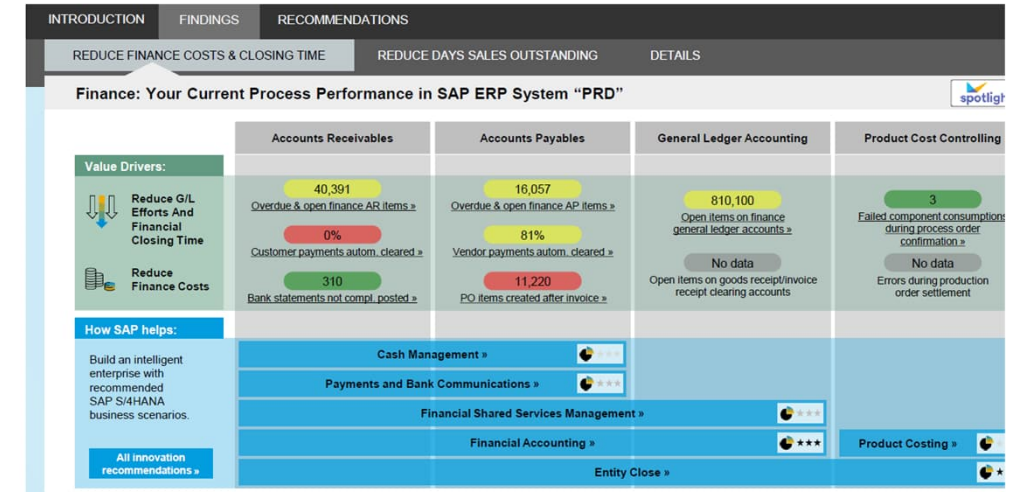 INTRODUCTION FINDINGS RECOMMENDATIONS
REDUCE FINANCE COSTS & CLOSING TIME REDUCE DAYS SALES OUTSTANDING DETAILS
Finance: Your Current Process Performance in SAP ERP System “PRD”
spotligh
Accounts Receivables Accounts Payables General Ledger Accounting Product Cost Controlling
Value Drivers:
Reduce G/L
Efforts And
Financial
Closing Time
Reduce
Finance Costs
40,391
Overdue & open finance AR items »
0%
Customer payments autom. cleared »
310
Bank statements not compl. posted »
16,057
Overdue & open finance AP items »
81%
Vendor payments autom. cleared »
11,220
PO items created after invoice »
810,100
Open items on finance
general ledger accounts »
No data
Open items on goods receipt/invoice
receipt clearing accounts
3
Failed component consumptions
during process order
confirmation »
No data
Errors during production
order settlement
How SAP helps:
Build an intelligent
enterprise with
recommended
SAP S/4HANA
business scenarios.
All innovation
recommendations »
Cash Management »
Payments and Bank Communications »
Financial Shared Services Management »
Financial Accounting »
Product Costing »
Entity Close »